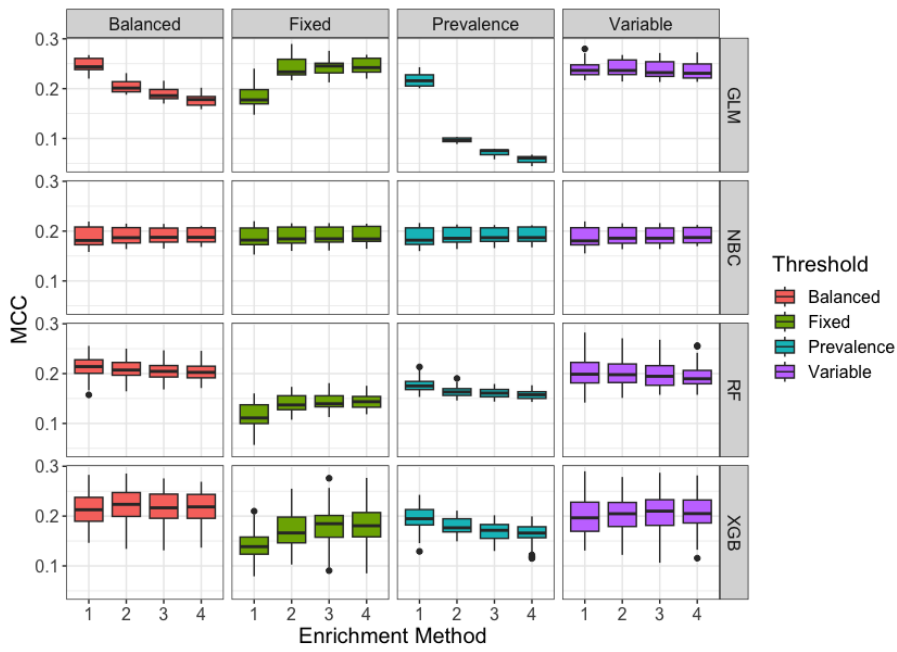 Balanced Fixed Prevalence Variable
0.3
0.2
0.1
GLM
0.3
0.2
0.1
NBC
MCC
0.3
0.2
0.1
RF
0.3
0.2
0.1
XGB
1 2 3 4 1 2 3 4 1 2 3 4 1 2 3 4
Enrichment Method
Threshold
Balanced
Fixed
Prevalence
Variable